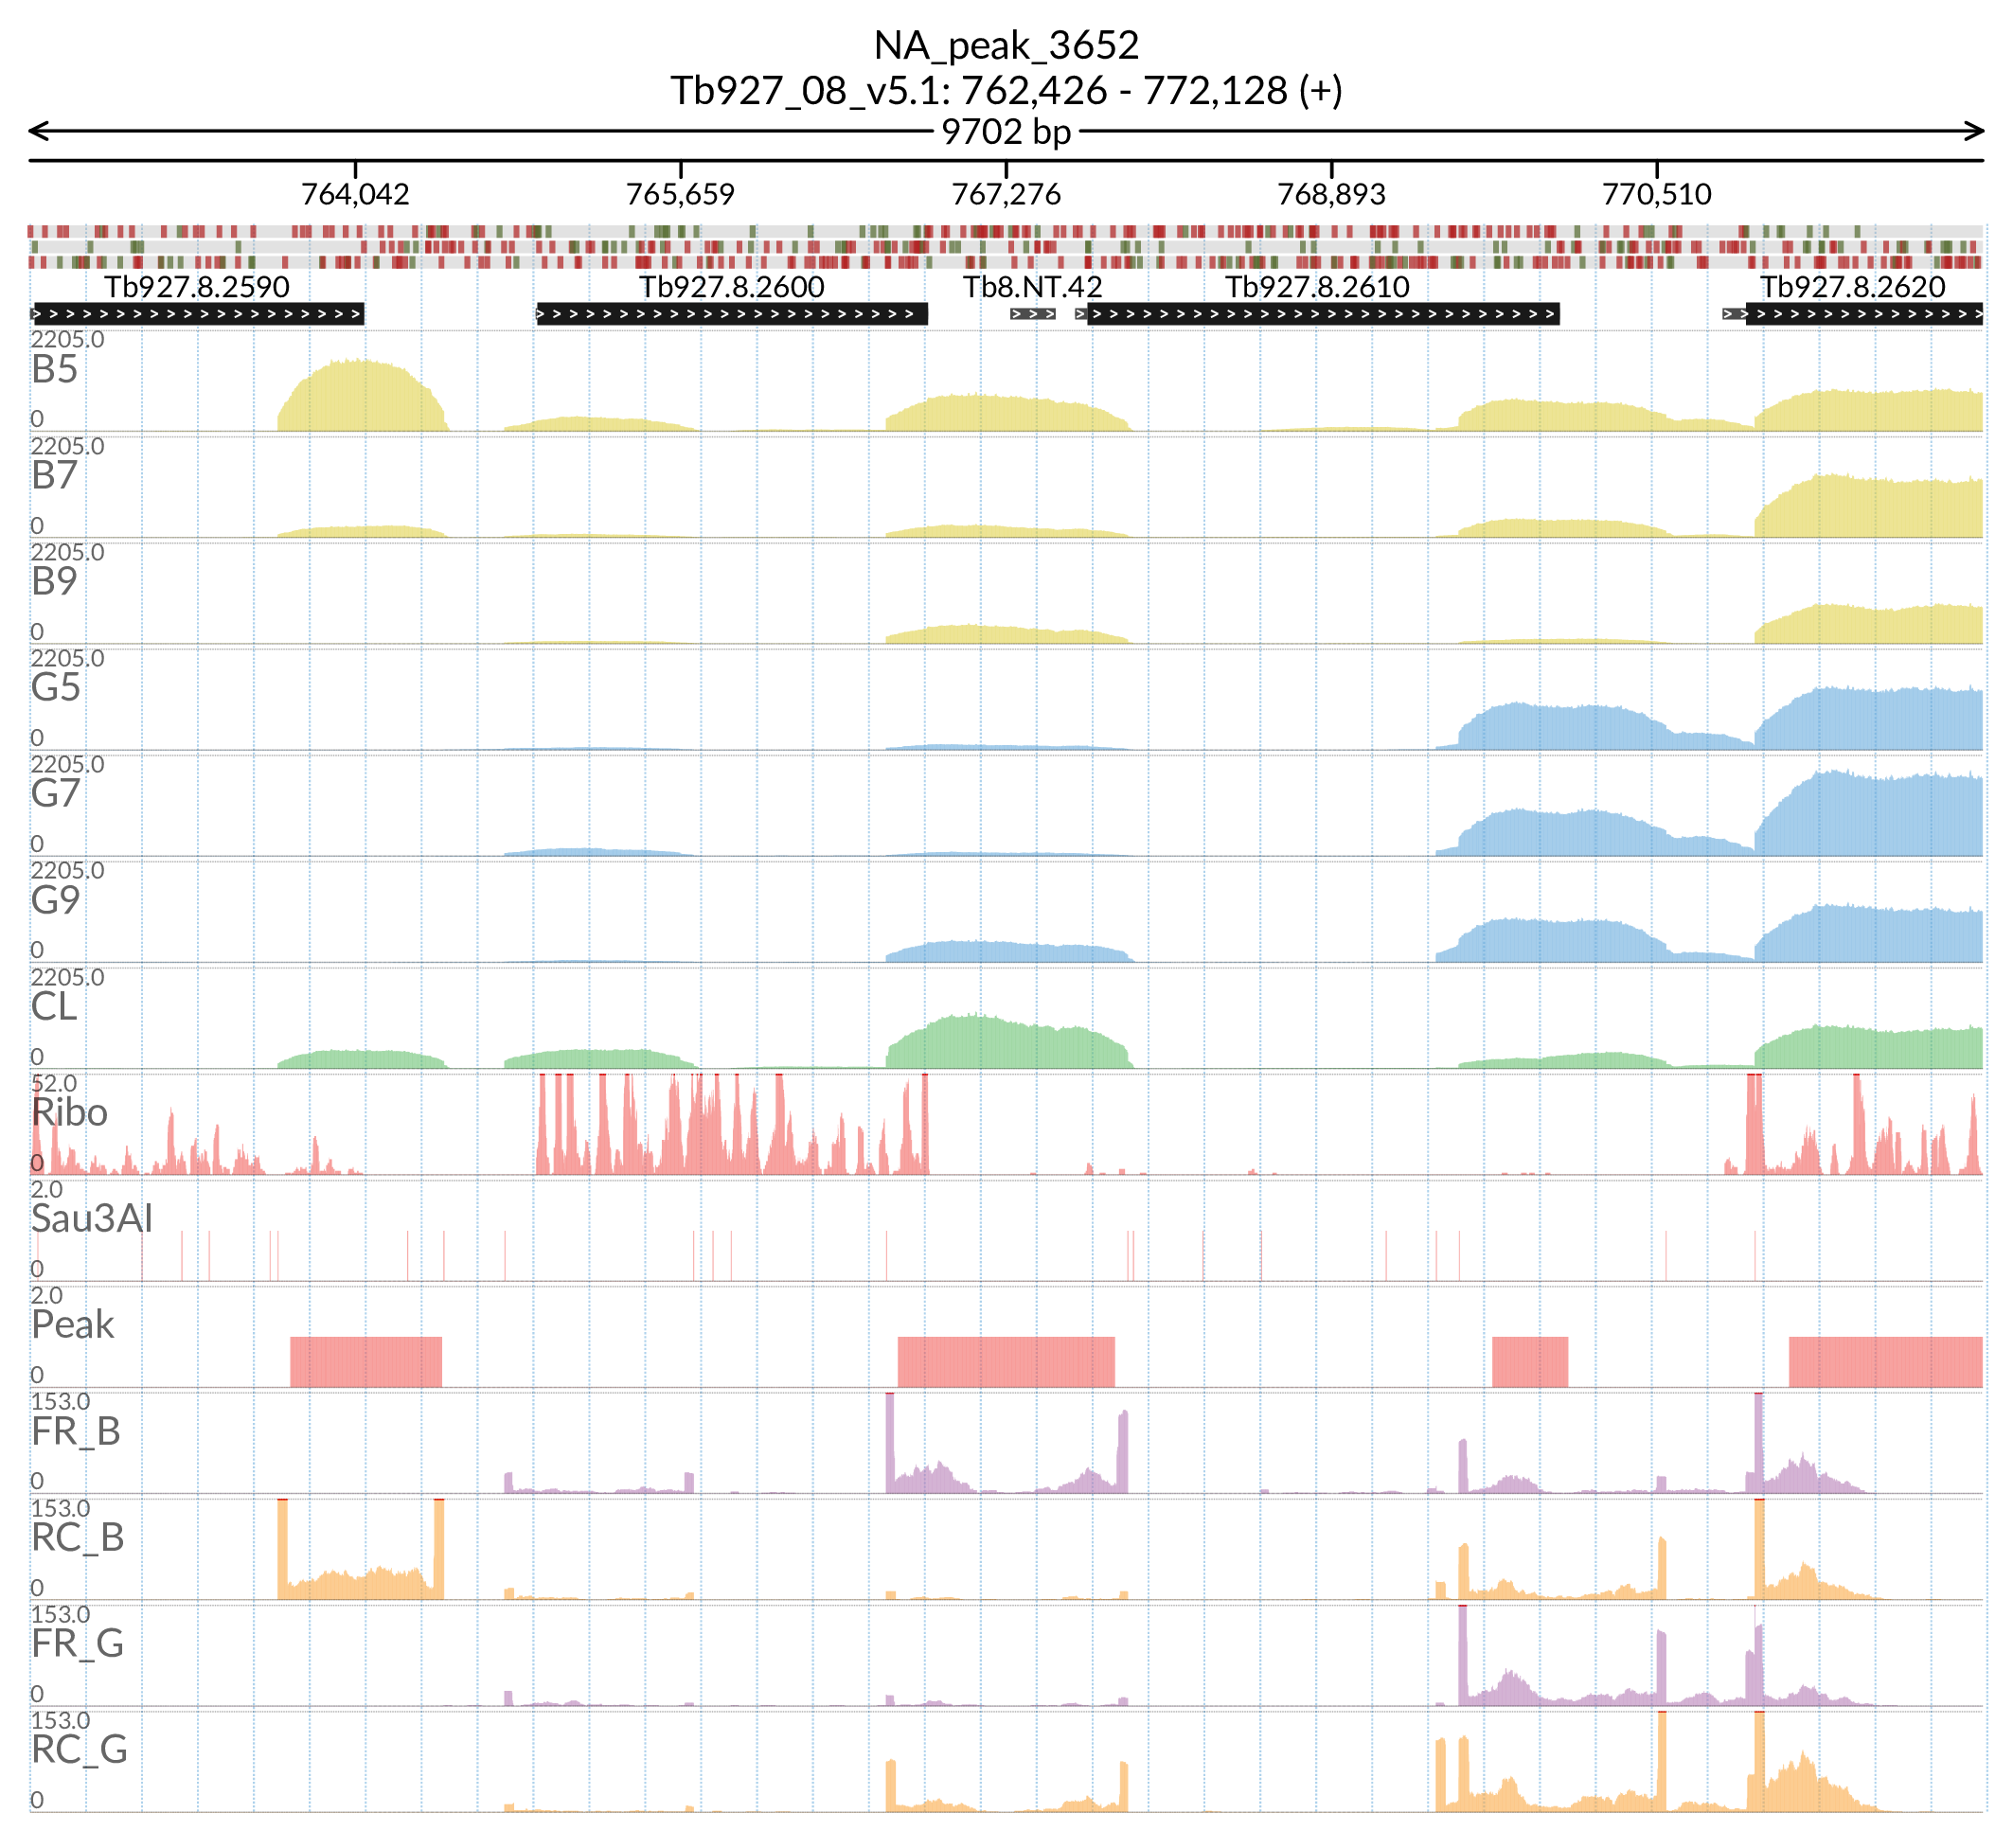 NA_peak_3652
Tb927_08_v5.1: 762,426 - 772,128 (+)
9702 bp
764,042 765,659 767,276 768,893 770,510
Tb927.8.2590 Tb927.8.2600 Tb8.NT.42 Tb927.8.2610 Tb927.8.2620
2205.0
B5
0
2205.0
B7
0
2205.0
B9
0
2205.0
G5
0
2205.0
G7
0
2205.0
G9
0
2205.0
CL
0
52.0
Ribo
0
2.0
Sau3AI
0
2.0
Peak
0
153.0
FR_B
0
153.0
RC_B
0
153.0
FR_G
0
153.0
RC_G
0